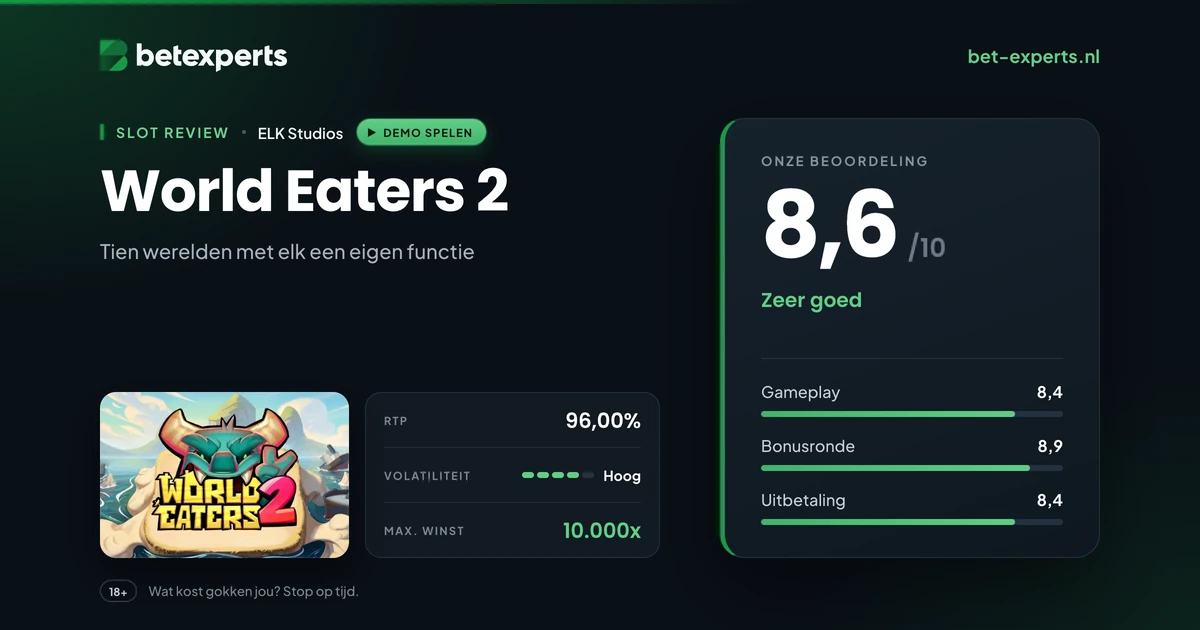 betexperts
bet-experts.nl
SLOT REVIEW • ELK Studios ▶ DEMO SPELEN
World Eaters 2
Tien werelden met elk een eigen functie
ONZE BEOORDELING
8,6 /10
Zeer goed
Gameplay 8,4
Bonusronde 8,9
Uitbetaling 8,4
WORLD
EATERS 2
RTP 96,00%
VOLATILITEIT Hoog
MAX. WINST 10.000x
18+ Wat kost gokken jou? Stop op tijd.